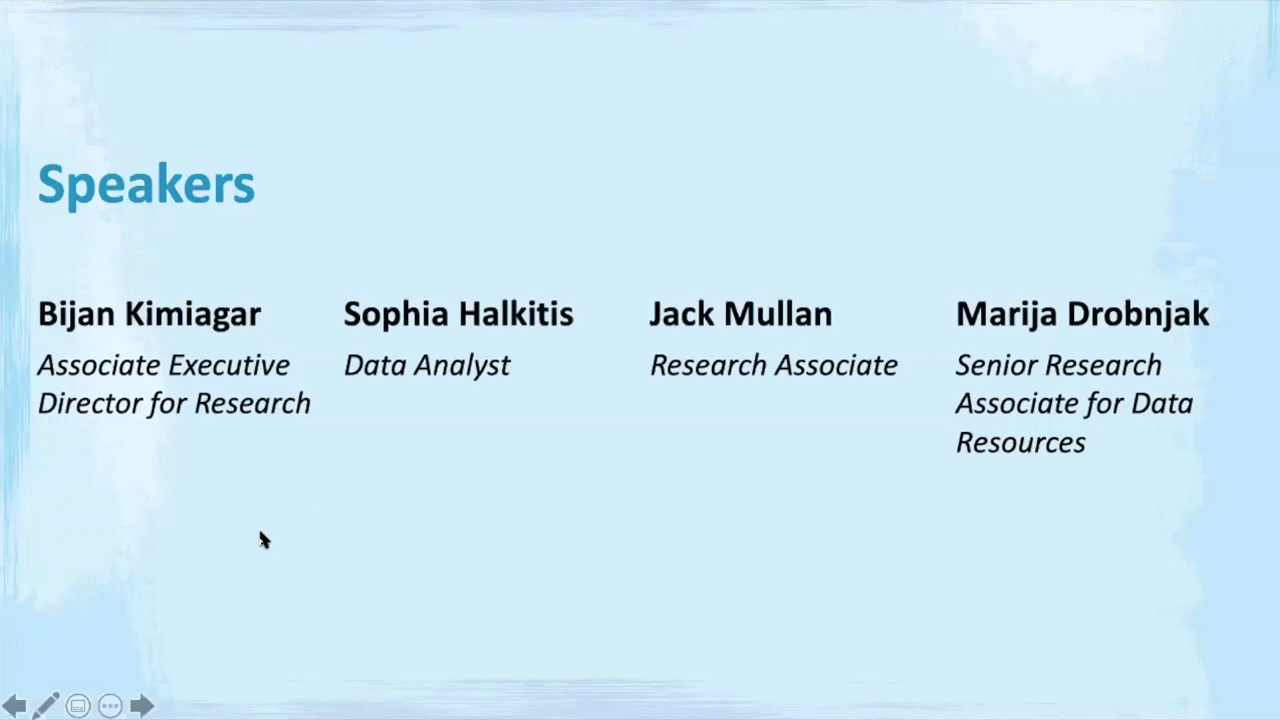 Speakers
Bijan Kimiagar
Associate Executive
Director for Research
Sophia Halkitis
Data Analyst
Jack Mullan
Research Associate
Marija Drobnjak
Senior Research
Associate for Data
Resources